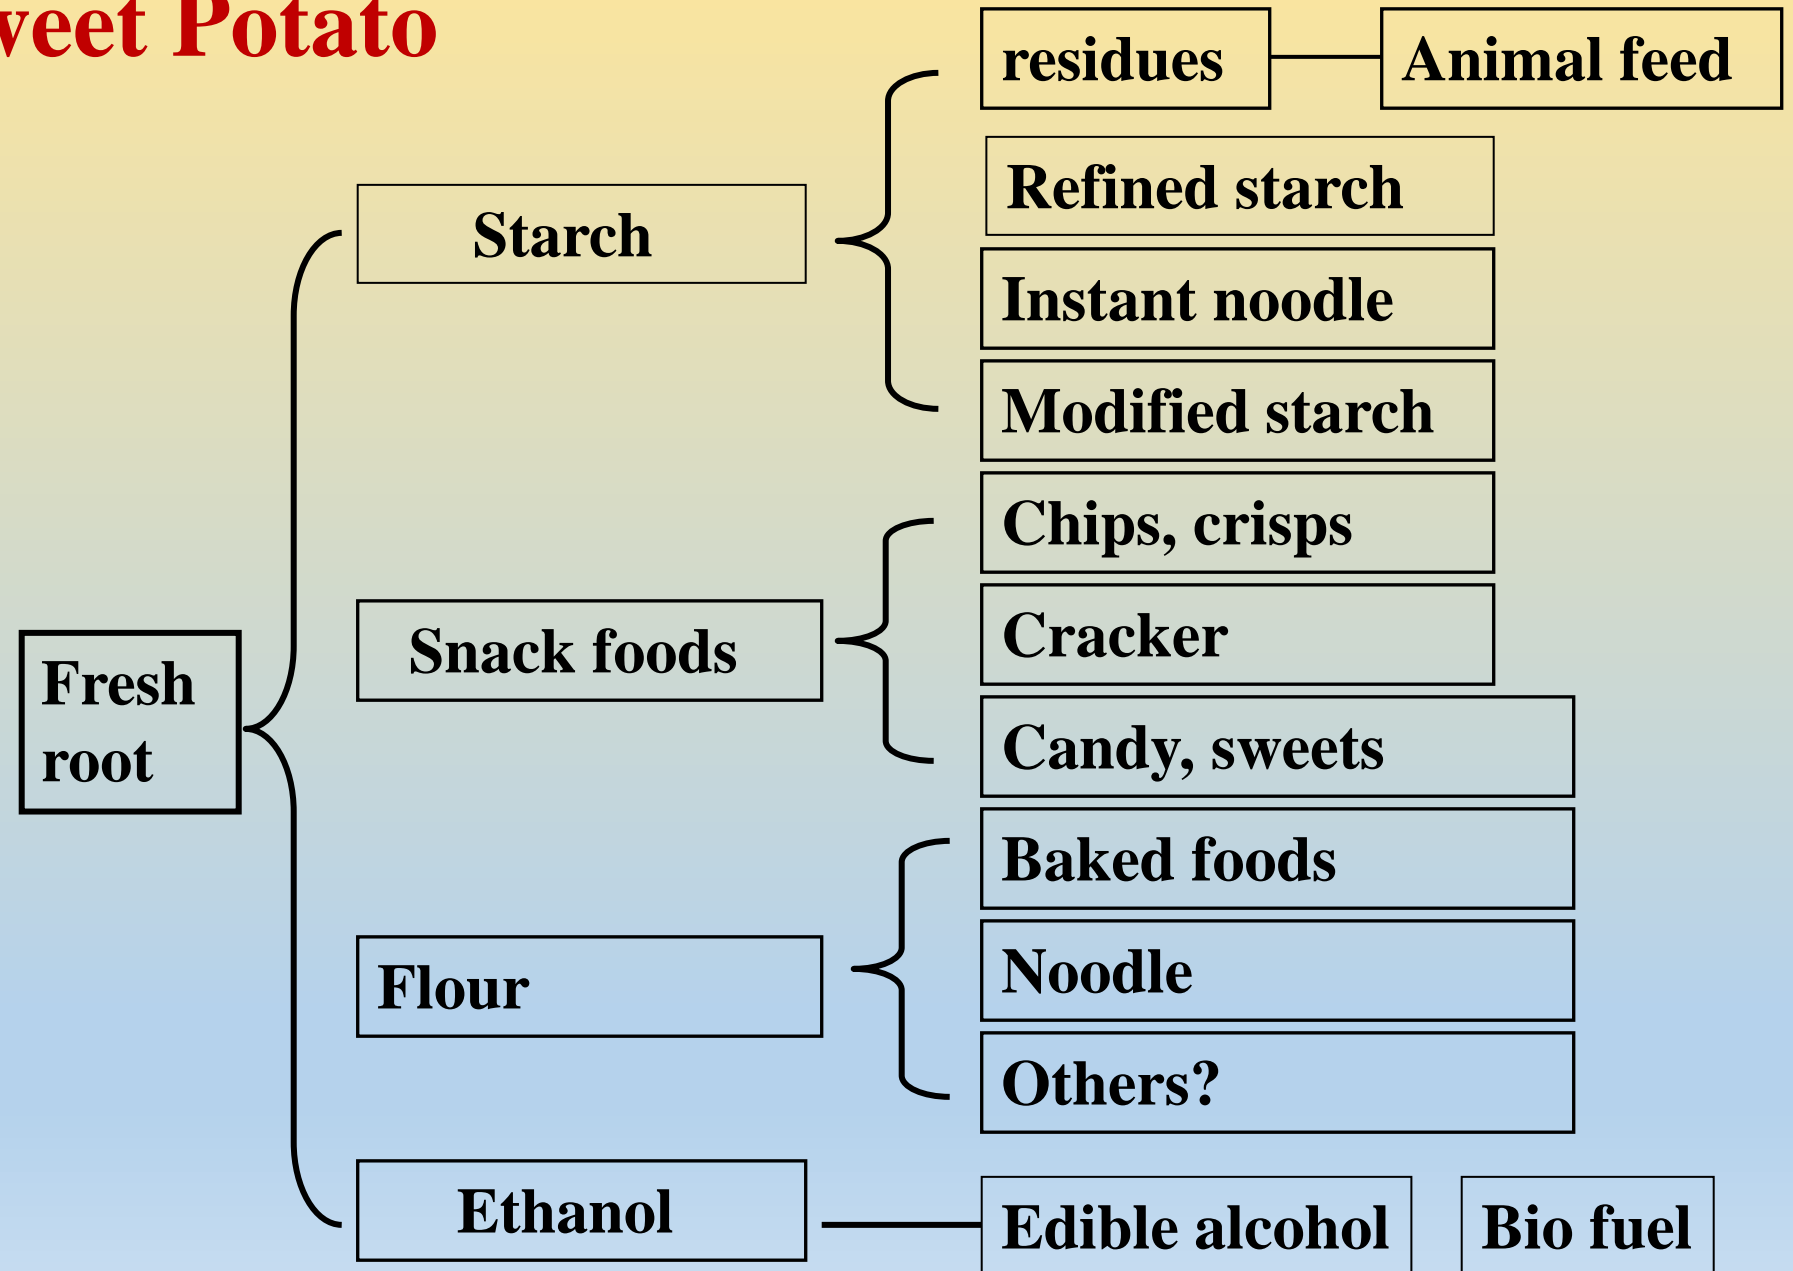 Potato
residues
Animal feed
Refined starch
Starch
Instant noodle
Modified starch
Chips, crisps
Cracker
Snack foods
Fresh
root
Candy, sweets
Baked foods
Noodle
Flour
Others?
Ethanol
Edible alcohol
Bio fuel